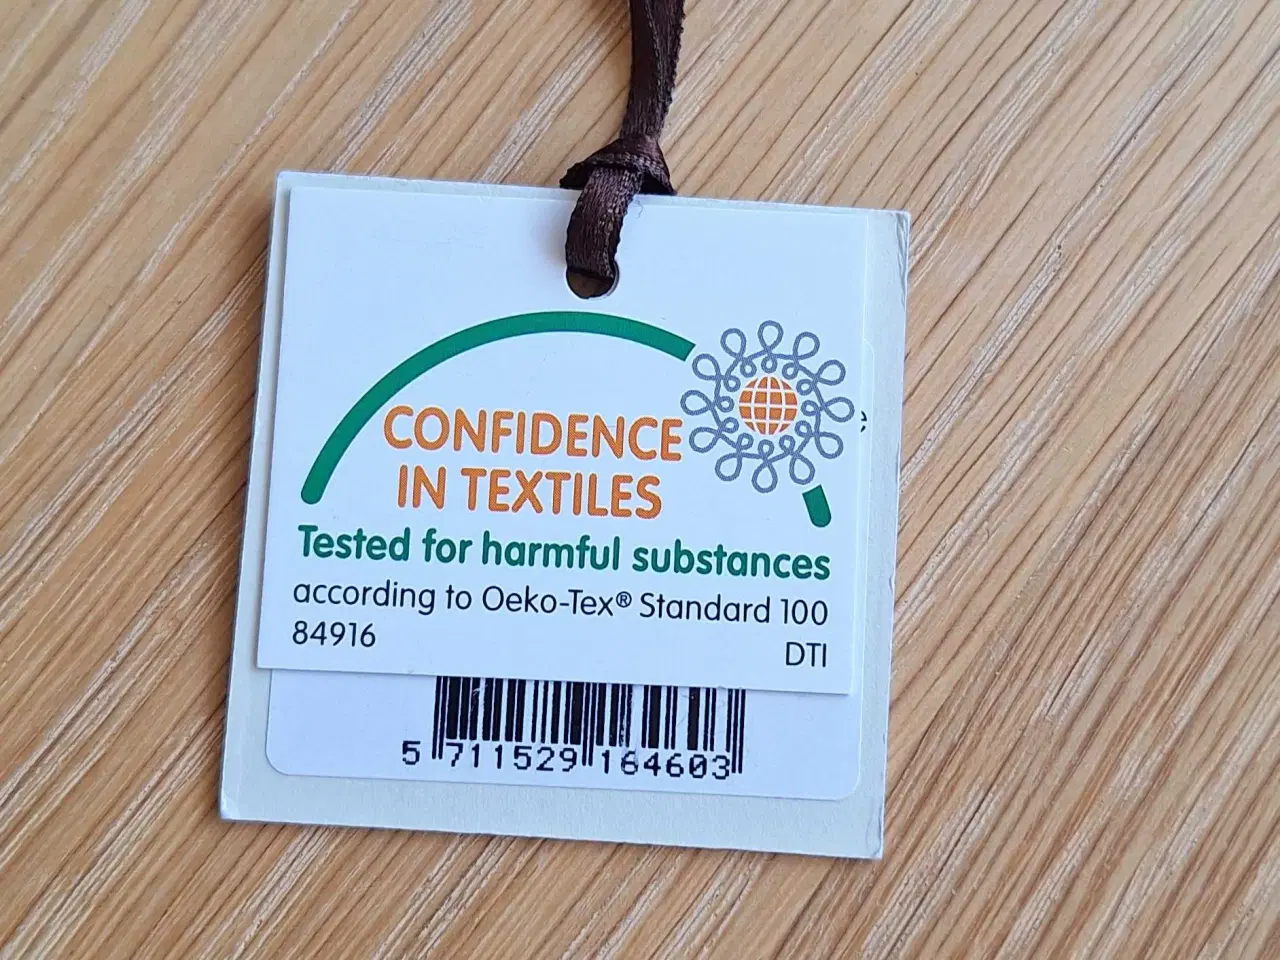 CONFIDENCE
IN TEXTILES
Tested for harmful substances
according to Oeko-Tex® Standard 100
84916 DTI
5 711529 164603